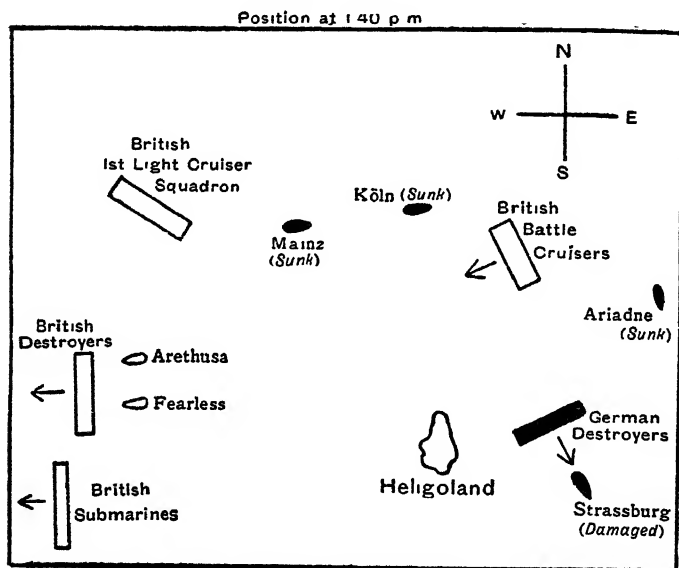 Position at 1 40 p m
N
W E
S
British
1st Light Cruiser
Squadron
Köln (Sunk)
Mainz
(Sunk)
British
Battle
Cruisers
Ariadne
(Sunk)
British
Destroyers
Arethusa
Fearless
German
Destroyers
Heligoland
British
Submarines
Strassburg
(Damaged)